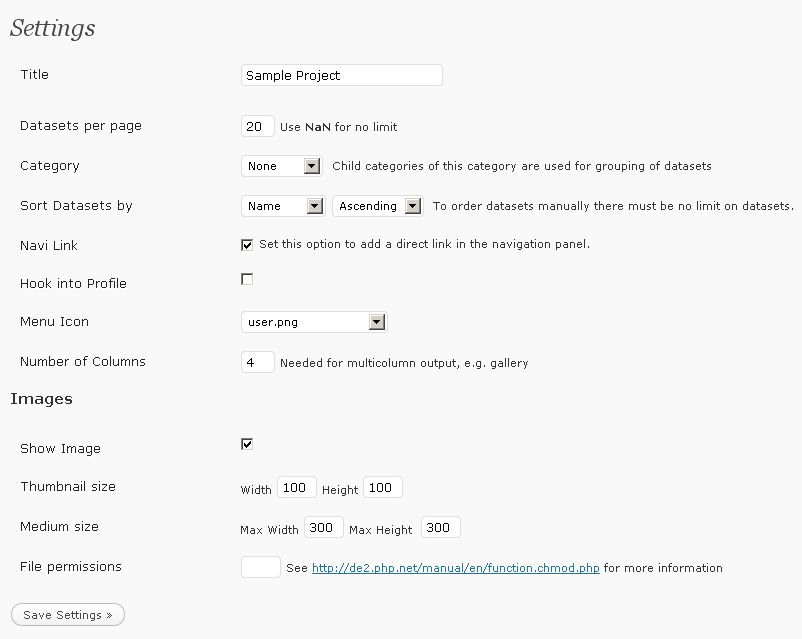 Settings
Title Sample Project
Datasets per page 20 Use NaN for no limit
Category None Child categories of this category are used for grouping of datasets
Sort Datasets by Name Ascending To order datasets manually there must be no limit on datasets.
Navi Link Set this option to add a direct link in the navigation panel.
Hook into Profile
Menu Icon user.png
Number of Columns 4 Needed for multicolumn output, e.g. gallery
Images
Show Image
Thumbnail size Width 100 Height 100
Medium size Max Width 300 Max Height 300
File permissions See http://de2.php.net/manual/en/function.chmod.php for more information
Save Settings »